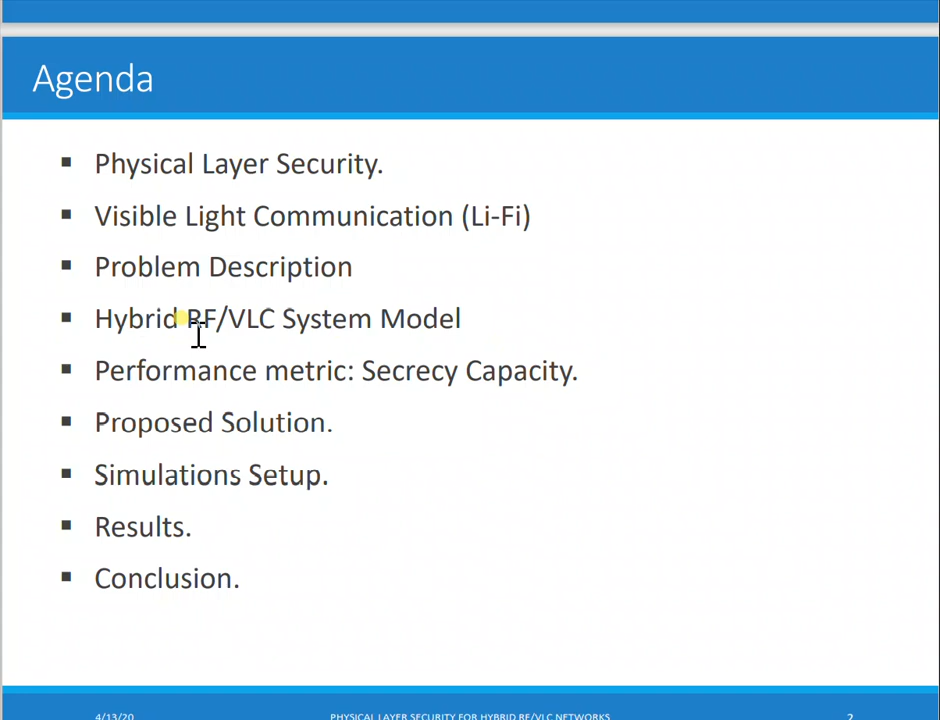 Agenda
▪ Physical Layer Security.
▪ Visible Light Communication (Li-Fi)
▪ Problem Description
▪ Hybrid RF/VLC System Model
▪ Performance metric: Secrecy Capacity.
▪ Proposed Solution.
▪ Simulations Setup.
▪ Results.
▪ Conclusion.
4/13/20 PHYSICAL LAYER SECURITY FOR HYBRID RF/VLC NETWORKS 2